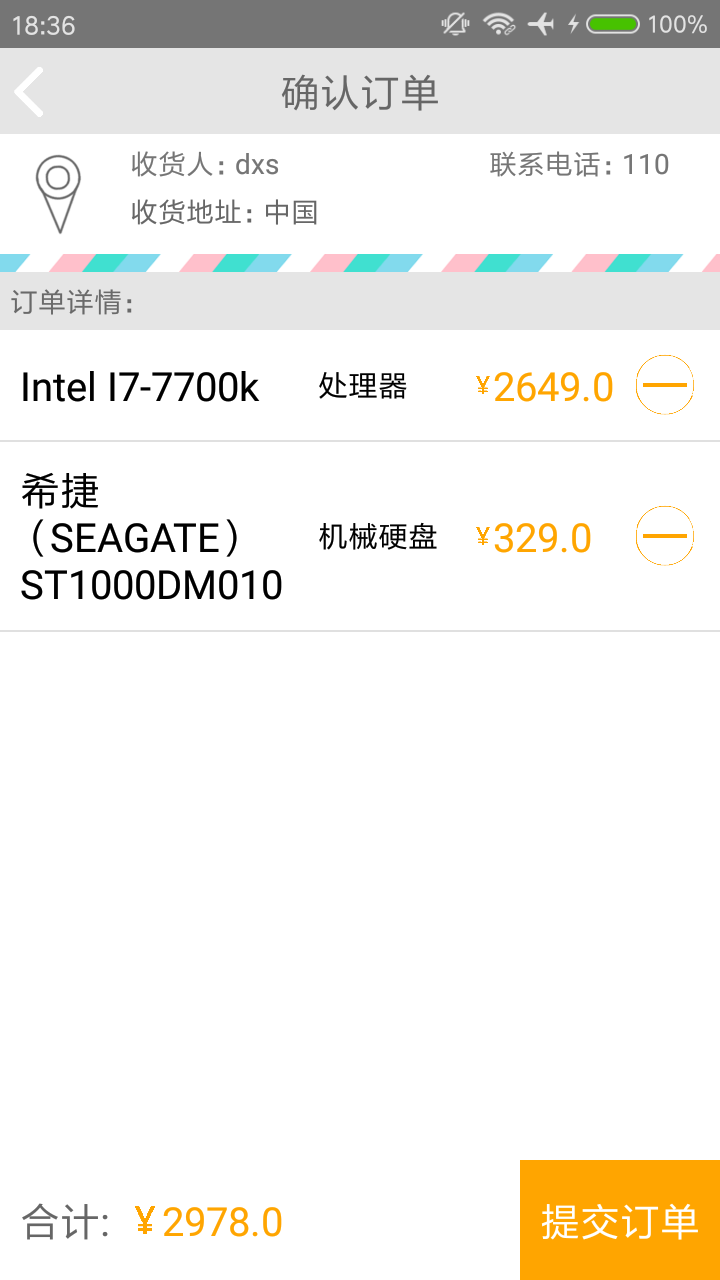 18:36
100%
确认订单
收货人: dxs
联系电话: 110
收货地址: 中国
订单详情:
Intel I7-7700k
处理器
¥2649.0
希捷
（SEAGATE）
ST1000DM010
机械硬盘
¥329.0
合计: ¥2978.0
提交订单